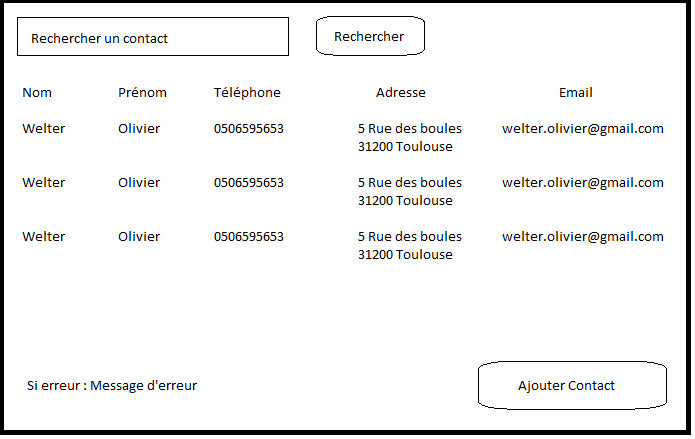 Rechercher un contact
Rechercher
Nom Prénom Téléphone Adresse Email
Welter Olivier 0506595653 5 Rue des boules welter.olivier@gmail.com
31200 Toulouse
Welter Olivier 0506595653 5 Rue des boules welter.olivier@gmail.com
31200 Toulouse
Welter Olivier 0506595653 5 Rue des boules welter.olivier@gmail.com
31200 Toulouse
Si erreur : Message d'erreur
Ajouter Contact